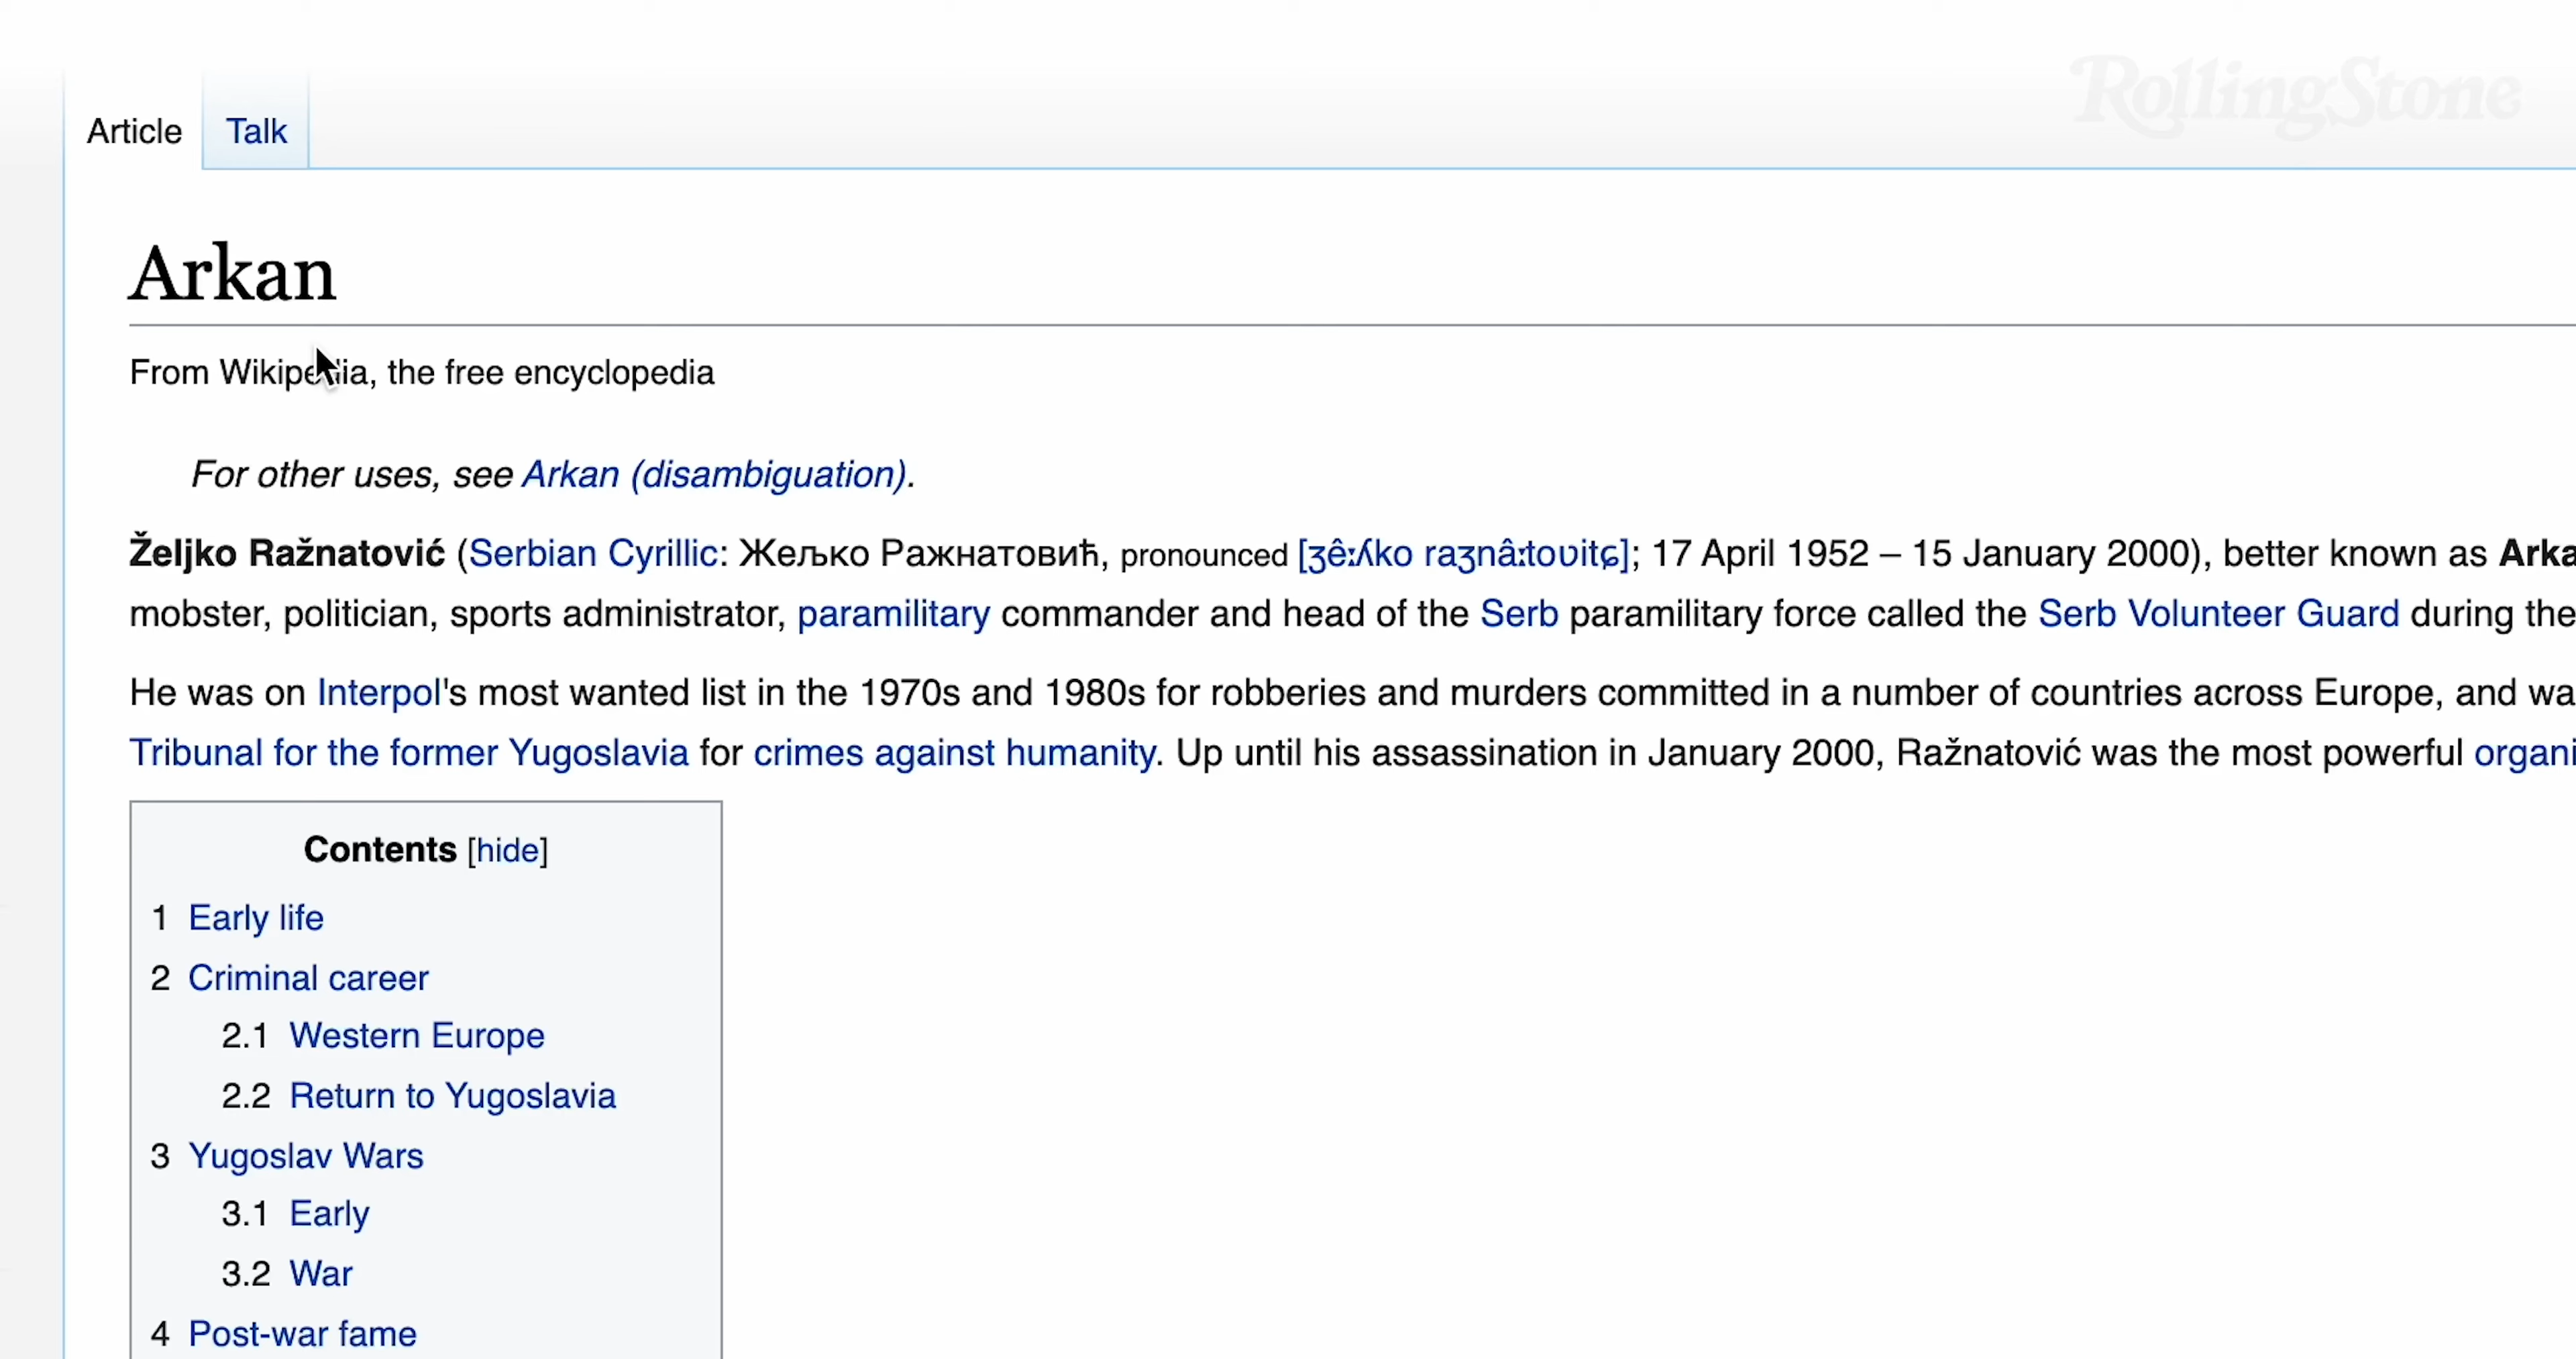 RollingStone
Article Talk
Arkan
From Wikipedia, the free encyclopedia
For other uses, see Arkan (disambiguation).
Željko Ražnatović (Serbian Cyrillic: Жељко Ражнатовић, pronounced [ʒêːʎko raʒnâːtoʋitɕ]; 17 April 1952 – 15 January 2000), better known as Arka
mobster, politician, sports administrator, paramilitary commander and head of the Serb paramilitary force called the Serb Volunteer Guard during the
He was on Interpol's most wanted list in the 1970s and 1980s for robberies and murders committed in a number of countries across Europe, and wa
Tribunal for the former Yugoslavia for crimes against humanity. Up until his assassination in January 2000, Ražnatović was the most powerful organi
Contents [hide]
1 Early life
2 Criminal career
2.1 Western Europe
2.2 Return to Yugoslavia
3 Yugoslav Wars
3.1 Early
3.2 War
4 Post-war fame